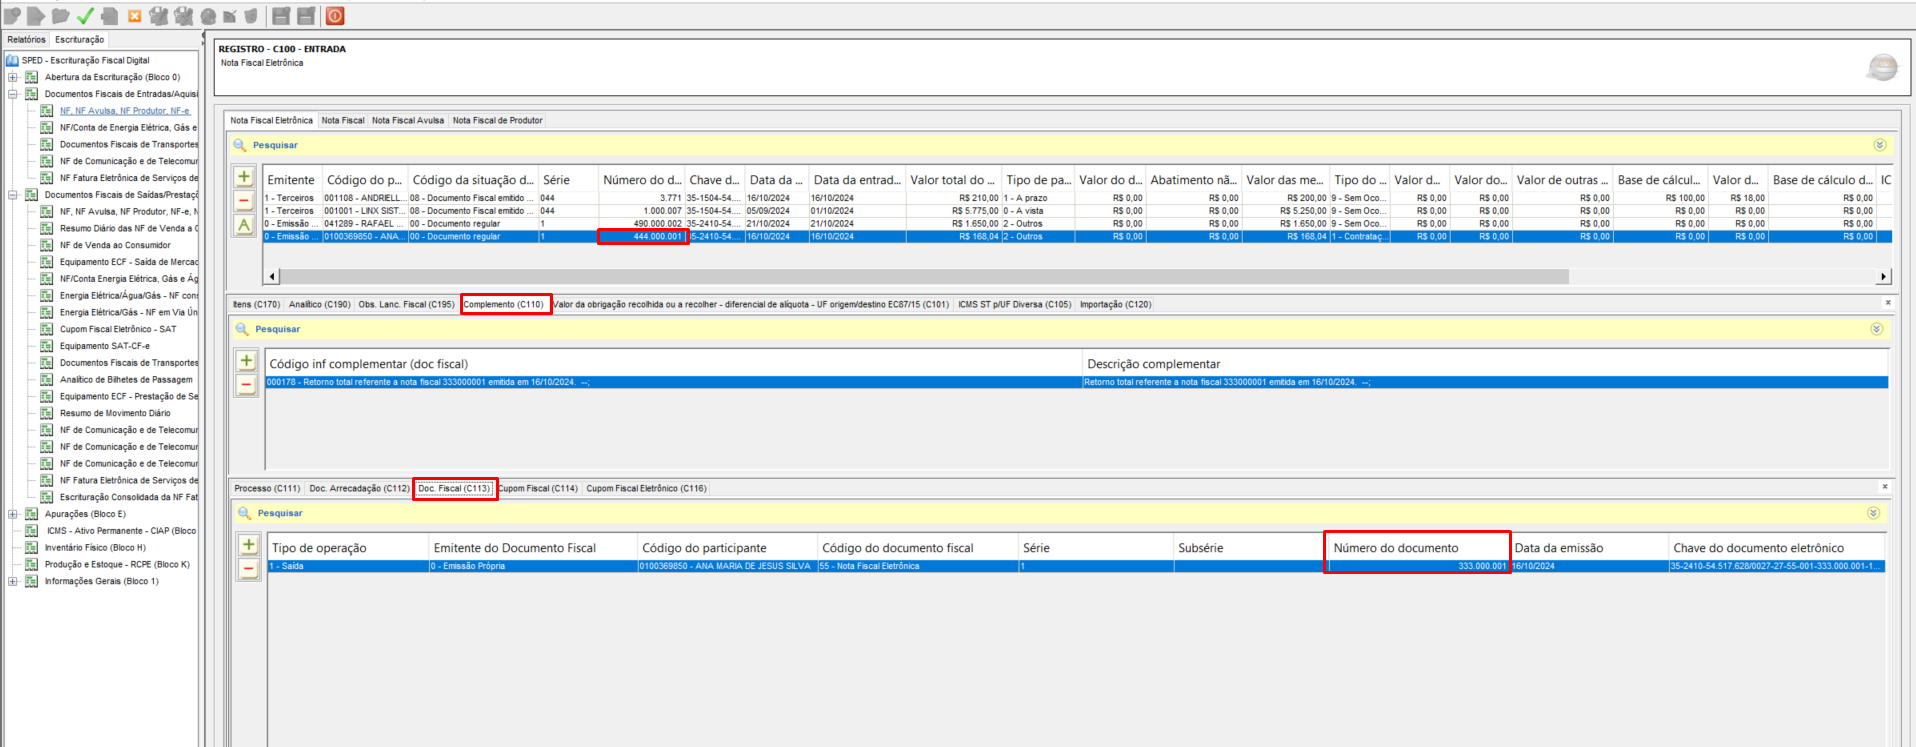 Relatórios Escrituração
SPED - Escrituração Fiscal Digital
Abertura da Escrituração (Bloco 0)
Documentos Fiscais de Entradas/Aquisi
NF, NF Avulsa, NF Produtor, NF-e
NF/Conta de Energia Elétrica, Gás e
Documentos Fiscais de Transportes
NF de Comunicação e de Telecomur
NF Fatura Eletrônica de Serviços de
Documentos Fiscais de Saídas/Prestaçõ
NF, NF Avulsa, NF Produtor, NF-e, N
Resumo Diário das NF de Venda a C
NF de Venda ao Consumidor
Equipamento ECF - Saída de Mercac
NF/Conta Energia Elétrica, Gás e Ág
Energia Elétrica/Água/Gás - NF con
Energia Elétrica/Gás - NF em Via Ún
Cupom Fiscal Eletrônico - SAT
Equipamento SAT-CF-e
Documentos Fiscais de Transportes
Analítico de Bilhetes de Passagem
Equipamento ECF - Prestação de Se
Resumo de Movimento Diário
NF de Comunicação e de Telecomur
NF de Comunicação e de Telecomur
NF de Comunicação e de Telecomur
NF Fatura Eletrônica de Serviços de
Escrituração Consolidada da NF Fat
Apurações (Bloco E)
ICMS - Ativo Permanente - CIAP (Bloco
Inventário Físico (Bloco H)
Produção e Estoque - RCPE (Bloco K)
Informações Gerais (Bloco 1)
REGISTRO - C100 - ENTRADA
Nota Fiscal Eletrônica
Nota Fiscal Eletrônica Nota Fiscal Nota Fiscal Avulsa Nota Fiscal de Produtor
Pesquisar
Emitente Código do p... Código da situação d... Série Número do d... Chave d... Data da ... Data da entrad... Valor total do ... Tipo de pa... Valor do d... Abatimento nã... Valor das me... Tipo do ... Valor d... Valor do... Valor de outras ... Base de cálcul... Valor d... Base de cálculo d... IC
1 - Terceiros 001108 - ANDRIELL... 08 - Documento Fiscal emitido ... 044 3.771 35-1504-54.... 16/10/2024 16/10/2024 R$ 210,00 1 - A prazo R$ 0,00 R$ 0,00 R$ 200,00 9 - Sem Oco... R$ 0,00 R$ 0,00 R$ 0,00 R$ 100,00 R$ 18,00 R$ 0,00
1 - Terceiros 001001 - LINX SIST... 08 - Documento Fiscal emitido ... 044 1.000.007 35-1504-54.... 05/09/2024 01/10/2024 R$ 5.775,00 0 - A vista R$ 0,00 R$ 0,00 R$ 5.250,00 9 - Sem Oco... R$ 0,00 R$ 0,00 R$ 0,00 R$ 0,00 R$ 0,00 R$ 0,00
0 - Emissão ... 041289 - RAFAEL ... 00 - Documento regular 1 490.000.002 35-2410-54.... 21/10/2024 21/10/2024 R$ 1.650,00 2 - Outros R$ 0,00 R$ 0,00 R$ 1.650,00 9 - Sem Oco... R$ 0,00 R$ 0,00 R$ 0,00 R$ 0,00 R$ 0,00 R$ 0,00
0 - Emissão ... 0100369850 - ANA... 00 - Documento regular 1 444.000.001 35-2410-54.... 16/10/2024 16/10/2024 R$ 168,04 2 - Outros R$ 0,00 R$ 0,00 R$ 168,04 1 - Contrataç... R$ 0,00 R$ 0,00 R$ 0,00 R$ 0,00 R$ 0,00 R$ 0,00
Itens (C170) Analítico (C190) Obs. Lanc. Fiscal (C195) Complemento (C110) Valor da obrigação recolhida ou a recolher - diferencial de alíquota - UF origem/destino EC87/15 (C101) ICMS ST p/UF Diversa (C105) Importação (C120)
Pesquisar
Código inf complementar (doc fiscal) Descrição complementar
000178 - Retorno total referente a nota fiscal 333000001 emitida em 16/10/2024. --; Retorno total referente a nota fiscal 333000001 emitida em 16/10/2024. --;
Processo (C111) Doc. Arrecadação (C112) Doc. Fiscal (C113) Cupom Fiscal (C114) Cupom Fiscal Eletrônico (C116)
Pesquisar
Tipo de operação Emitente do Documento Fiscal Código do participante Código do documento fiscal Série Subsérie Número do documento Data da emissão Chave do documento eletrônico
1 - Saída 0 - Emissão Própria 0100369850 - ANA MARIA DE JESUS SILVA 55 - Nota Fiscal Eletrônica 1 333.000.001 16/10/2024 35-2410-54.517.628/0027-27-55-001-333.000.001-1...